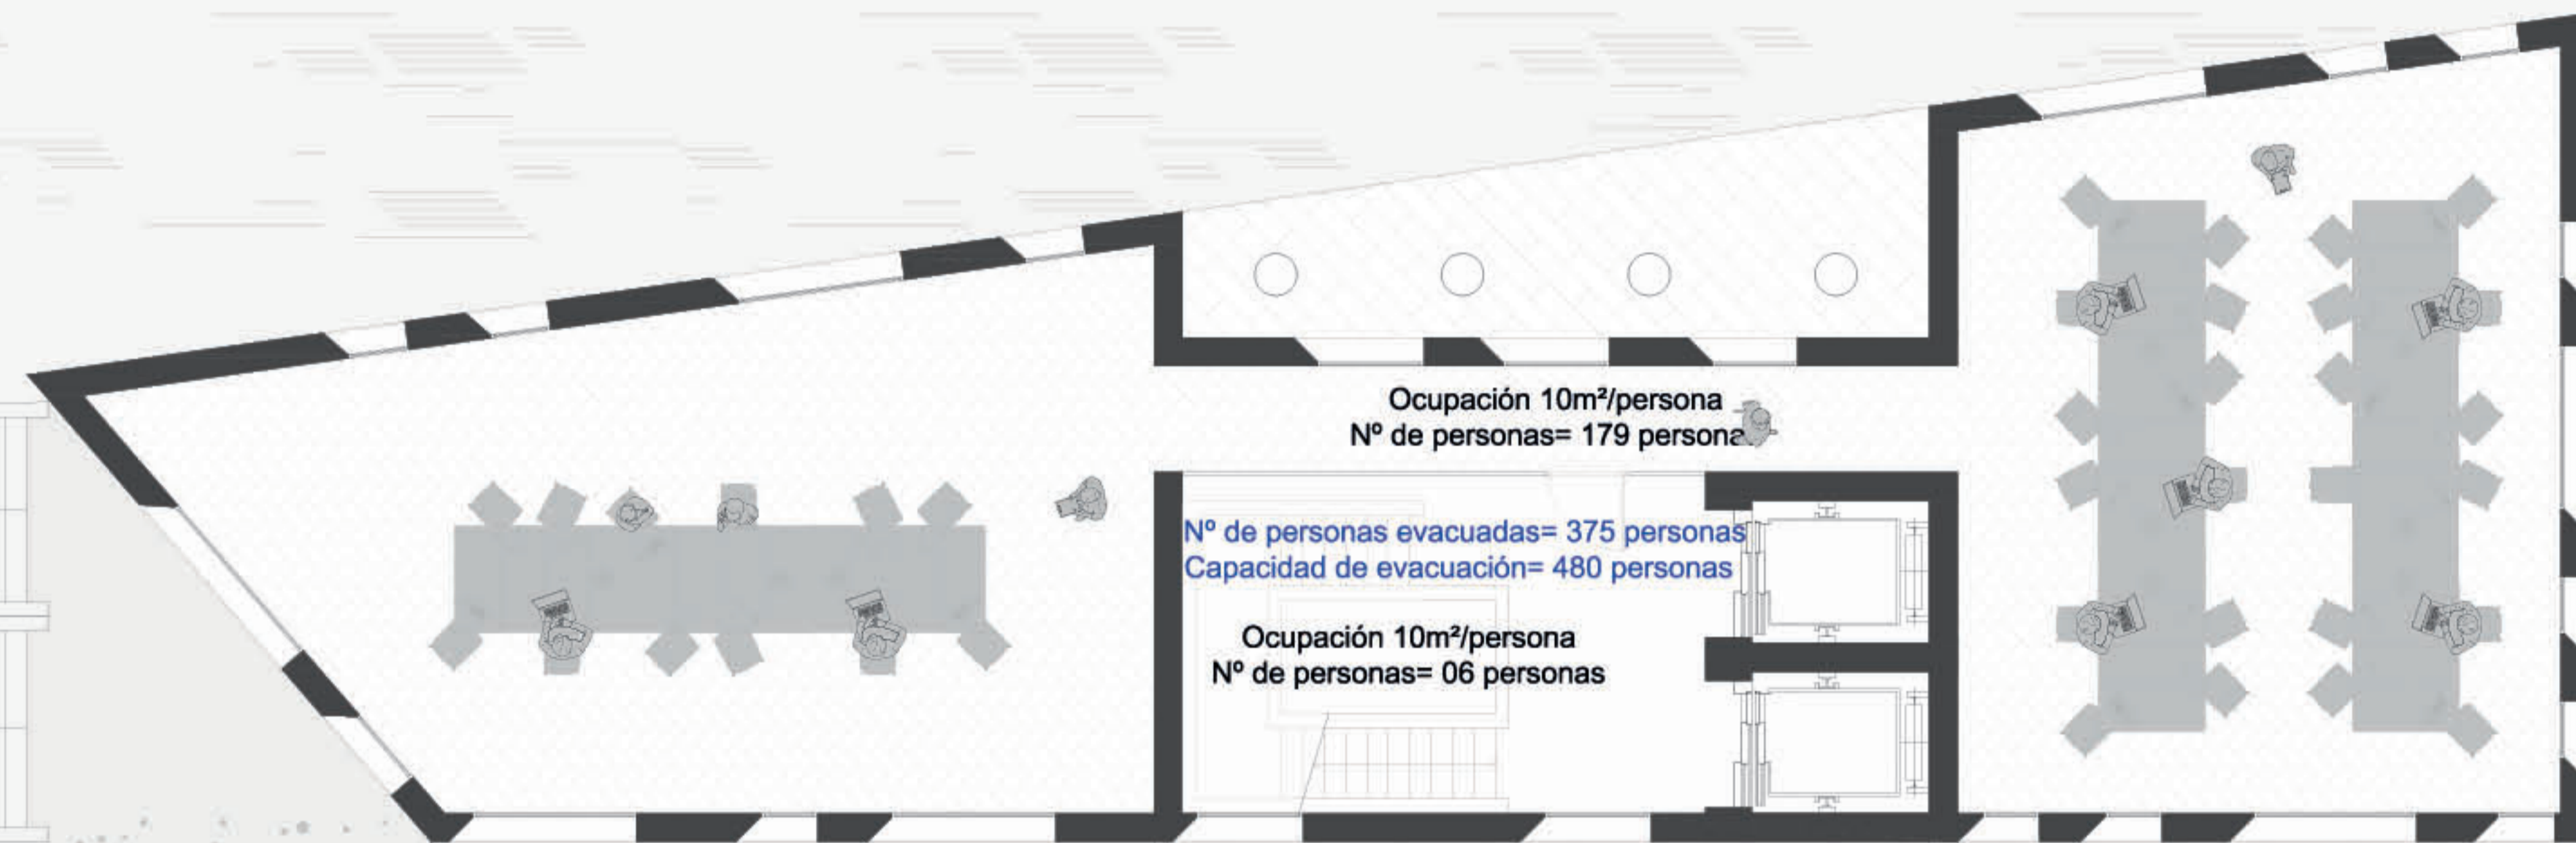 Ocupación 10m²/persona
Nº de personas= 179 persona
Nº de personas evacuadas= 375 personas
Capacidad de evacuación= 480 personas
Ocupación 10m²/persona
Nº de personas= 06 personas